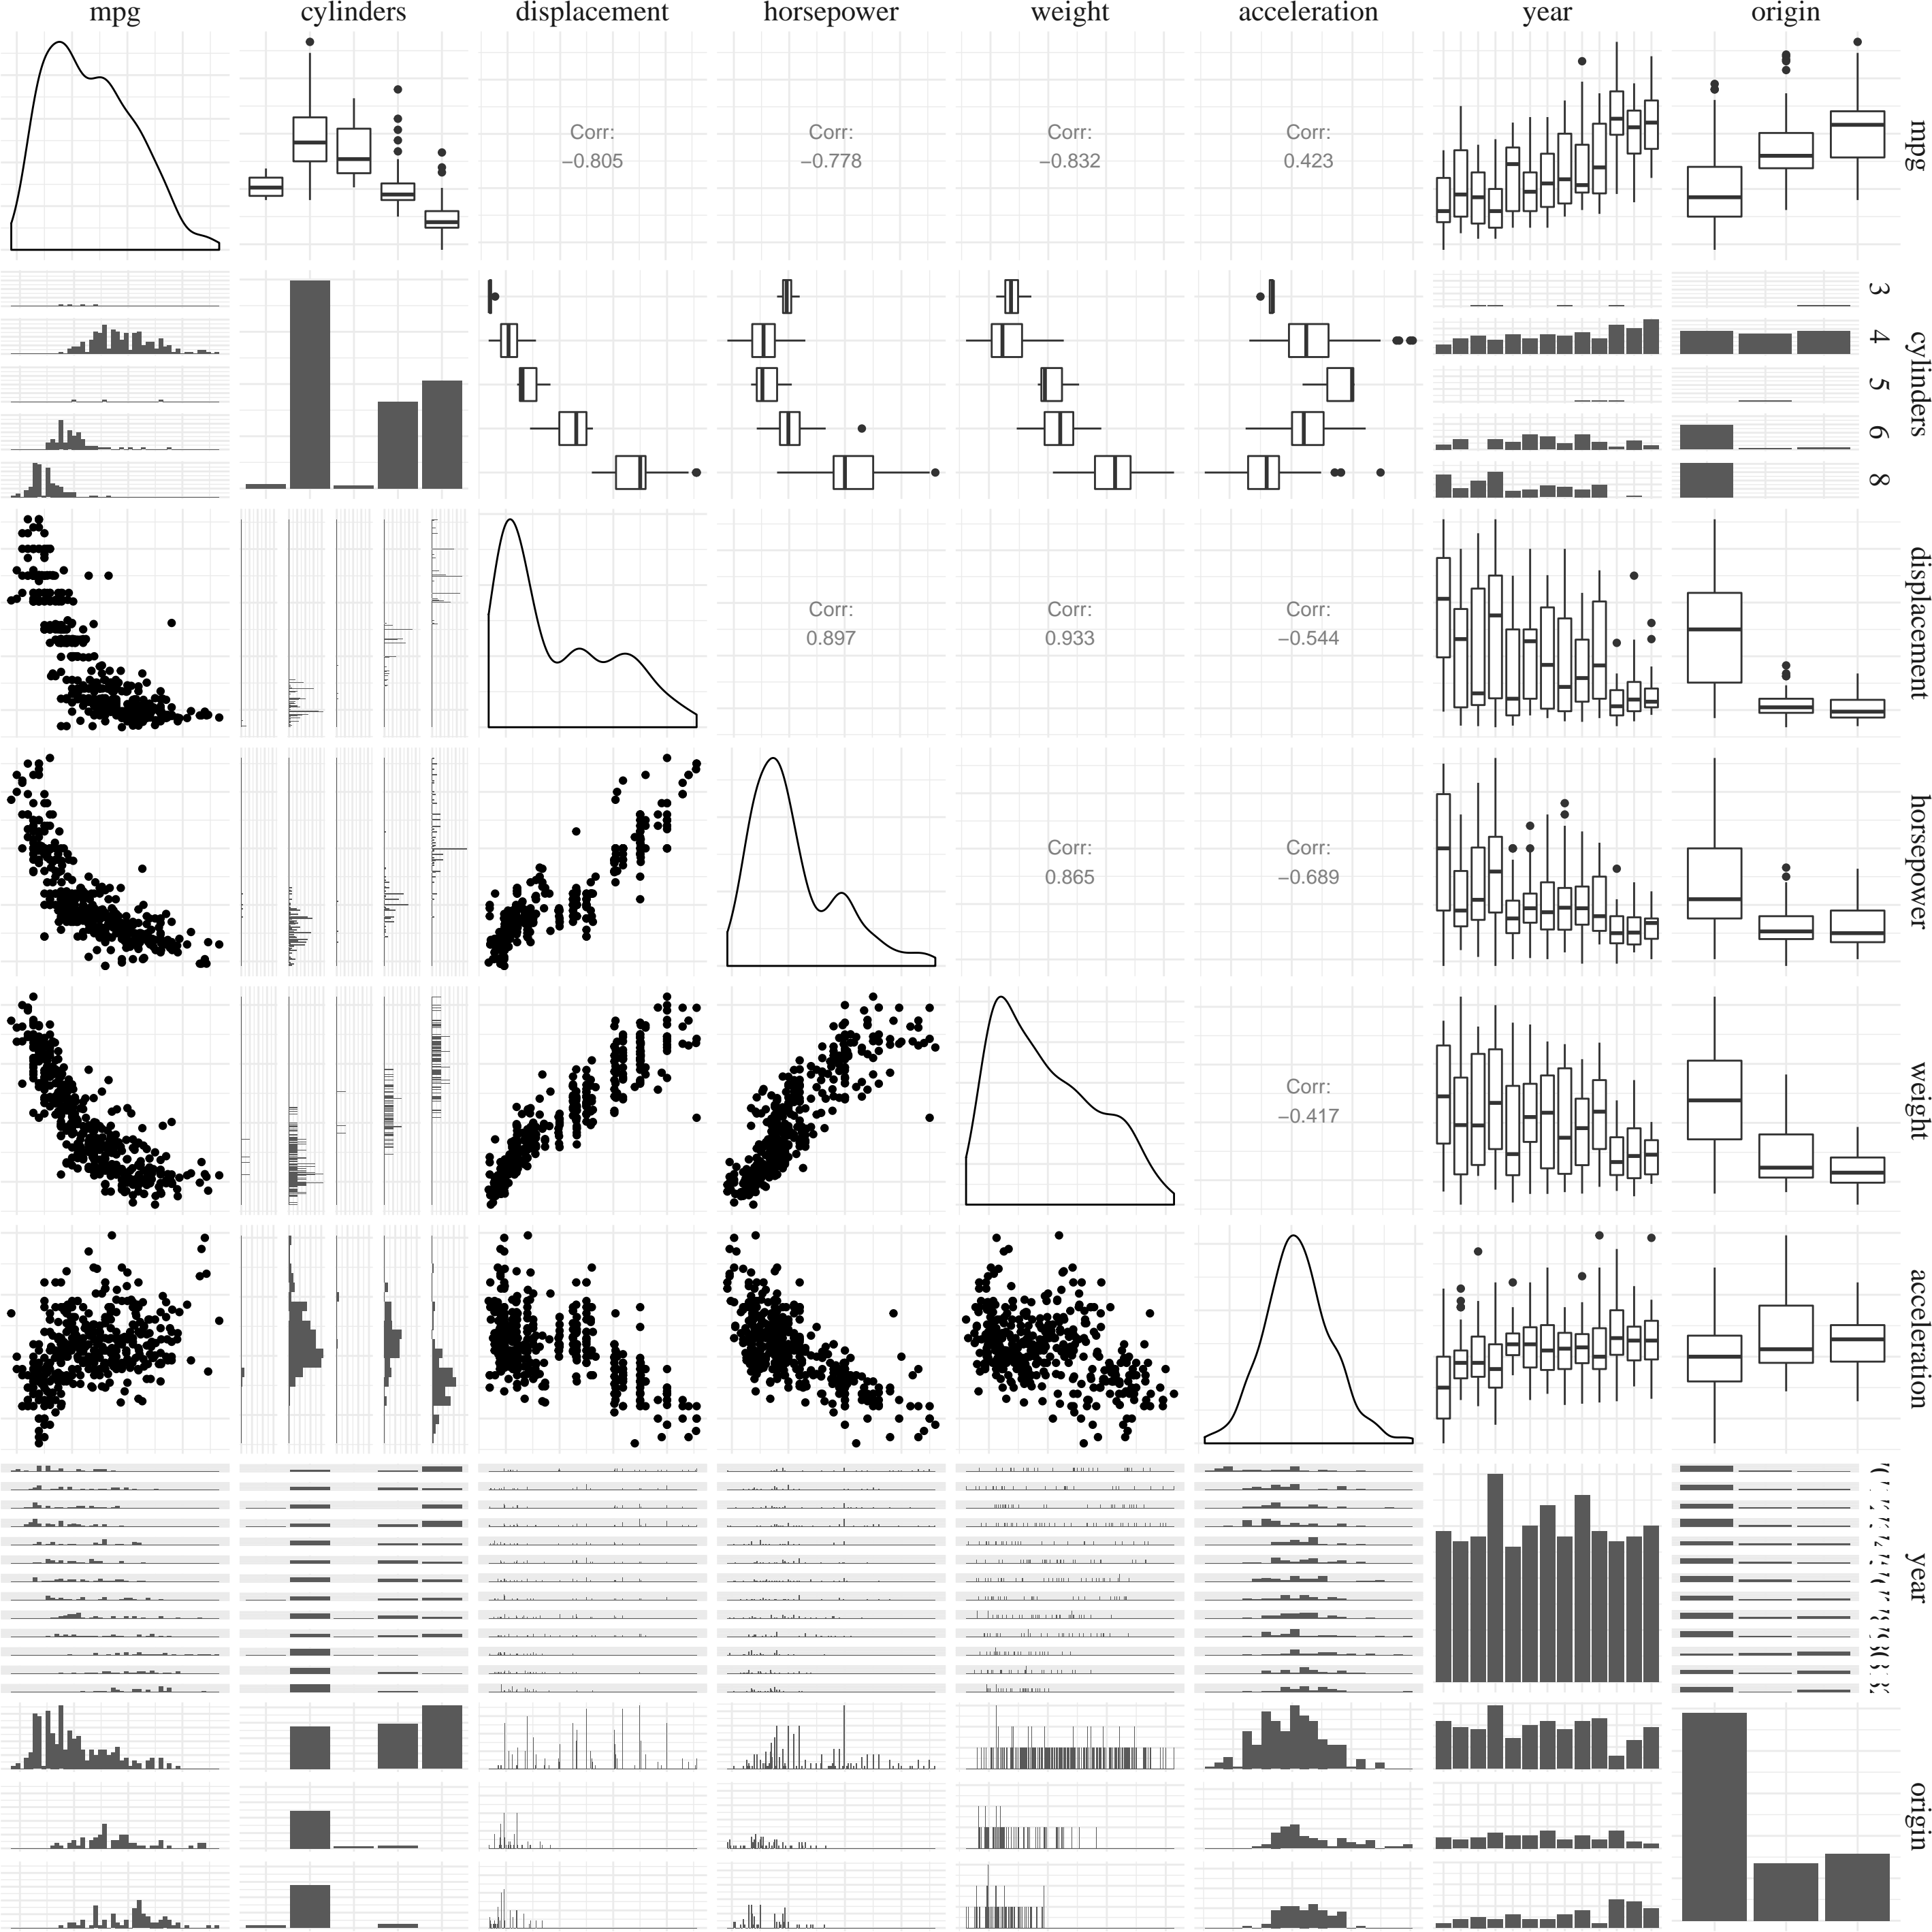 mpg cylinders displacement horsepower weight acceleration year origin
Corr: Corr: Corr: Corr:
−0.805 −0.778 −0.832 0.423
mpg
3
4
5
6
8
cylinders
Corr: Corr: Corr:
0.897 0.933 −0.544
displacement
Corr: Corr:
0.865 −0.689
horsepower
Corr:
−0.417
weight
acceleration
year
origin